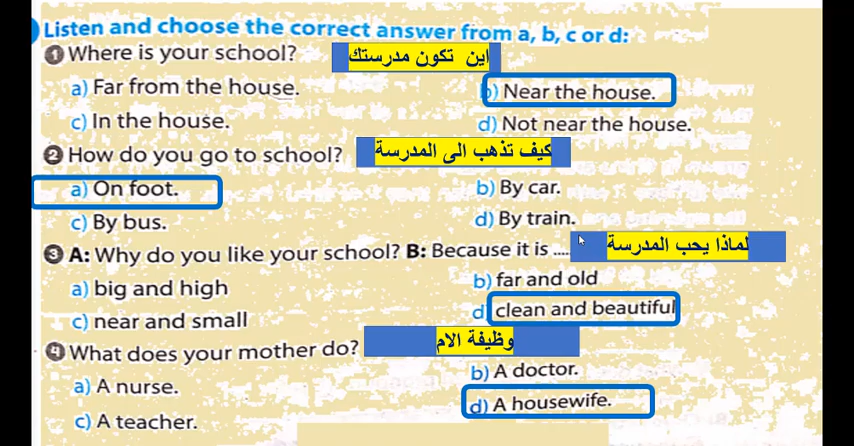 Listen and choose the correct answer from a, b, c or d:
1 Where is your school? اين تكون مدرستك
a) Far from the house. b) Near the house.
c) In the house. d) Not near the house.
2 How do you go to school? كيف تذهب الى المدرسة
a) On foot. b) By car.
c) By bus. d) By train.
3 A: Why do you like your school? B: Because it is .... لماذا يحب المدرسة
a) big and high b) far and old
c) near and small d) clean and beautiful
4 What does your mother do? وظيفة الام
a) A nurse. b) A doctor.
c) A teacher. d) A housewife.